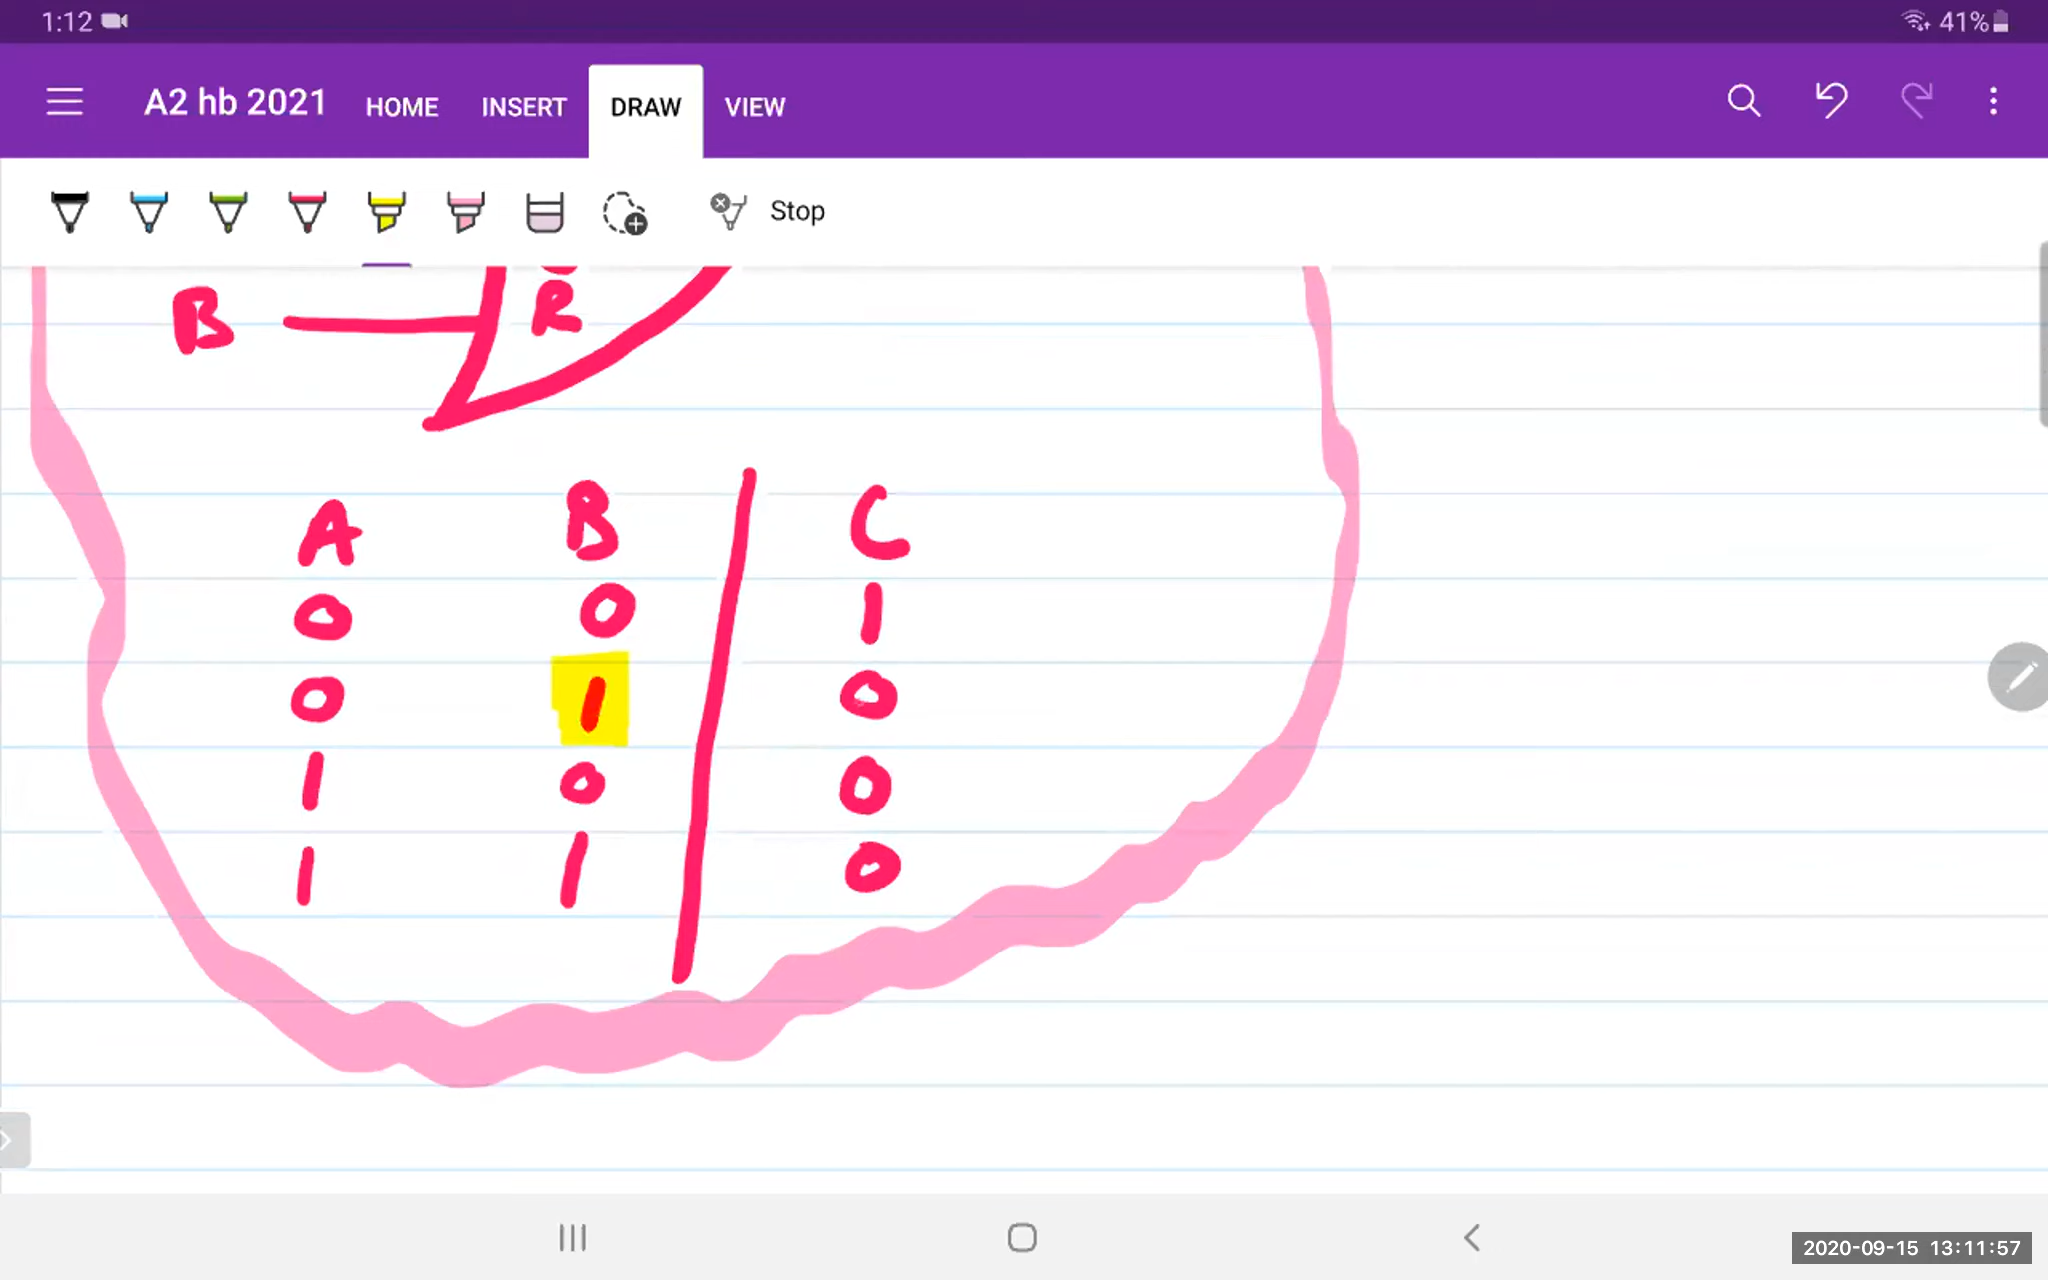 1:12 41%
A2 hb 2021 HOME INSERT DRAW VIEW
Stop
B R
A B C
0 0 1
0 1 0
1 0 0
1 1 0
2020-09-15 13:11:57